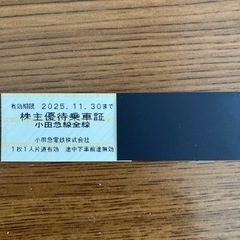 有効期限 2025.11.30まで
株主優待乗車証
小田急線全線
小田急電鉄株式会社
1枚1人片道有効 途中下車前途無効